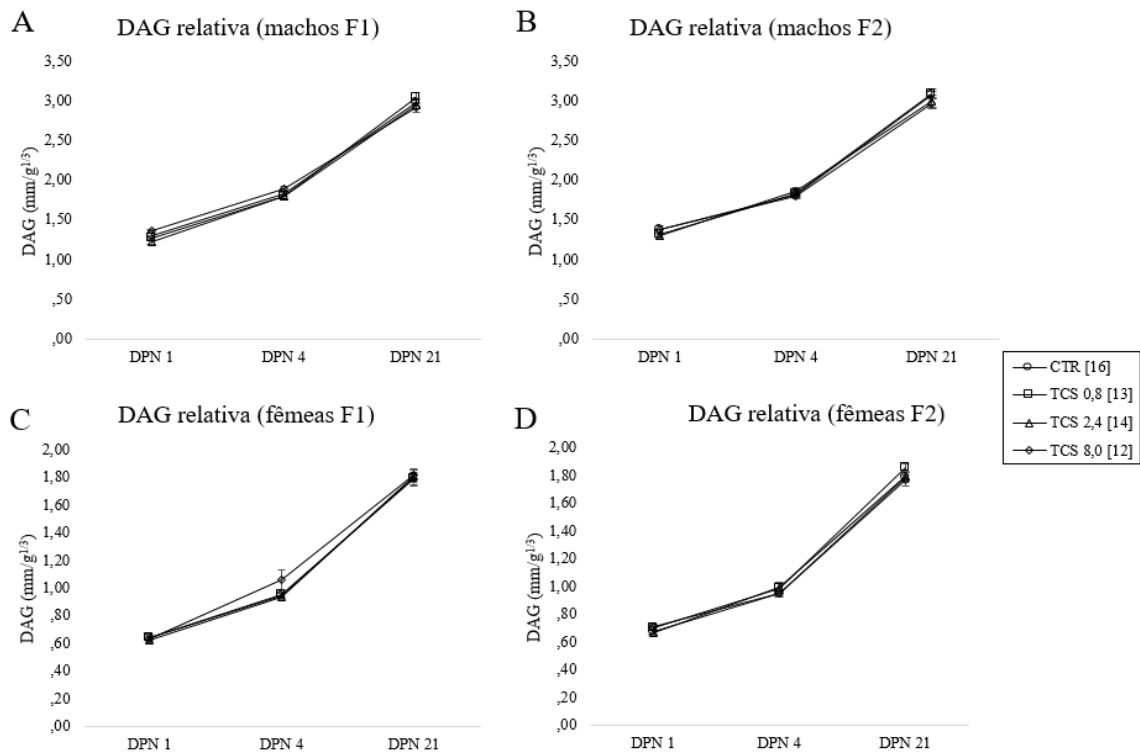 A
DAG relativa (machos F1)
DAG (mm/g1/3)
3,50
3,00
2,50
2,00
1,50
1,00
,50
,00
DPN 1
DPN 4
DPN 21
B
DAG relativa (machos F2)
DAG (mm/g1/3)
3,50
3,00
2,50
2,00
1,50
1,00
,50
,00
DPN 1
DPN 4
DPN 21
CTR [16]
TCS 0,8 [13]
TCS 2,4 [14]
TCS 8,0 [12]
C
DAG relativa (fêmeas F1)
DAG (mm/g1/3)
2,00
1,80
1,60
1,40
1,20
1,00
,80
,60
,40
,20
,00
DPN 1
DPN 4
DPN 21
D
DAG relativa (fêmeas F2)
DAG (mm/g1/3)
2,00
1,80
1,60
1,40
1,20
1,00
,80
,60
,40
,20
,00
DPN 1
DPN 4
DPN 21